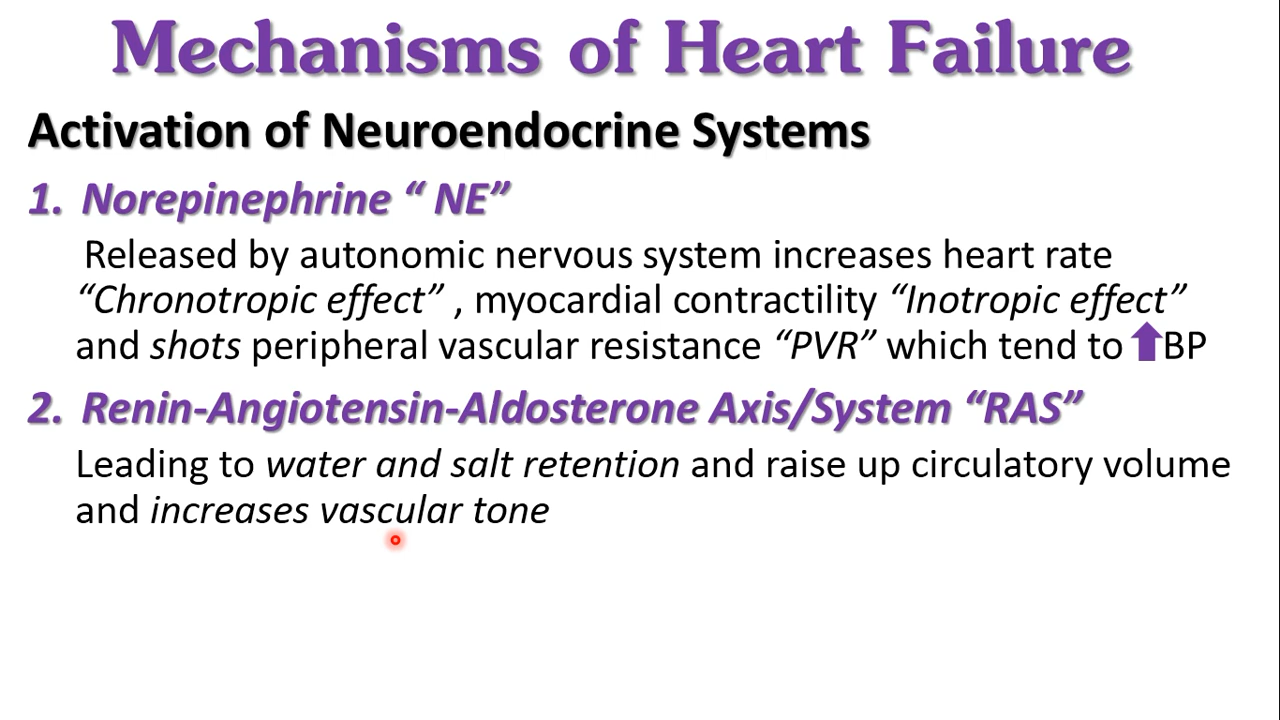 Mechanisms of Heart Failure
Activation of Neuroendocrine Systems
1. Norepinephrine “ NE”
Released by autonomic nervous system increases heart rate
“Chronotropic effect” , myocardial contractility “Inotropic effect”
and shots peripheral vascular resistance “PVR” which tend to BP
2. Renin-Angiotensin-Aldosterone Axis/System “RAS”
Leading to water and salt retention and raise up circulatory volume
and increases vascular tone